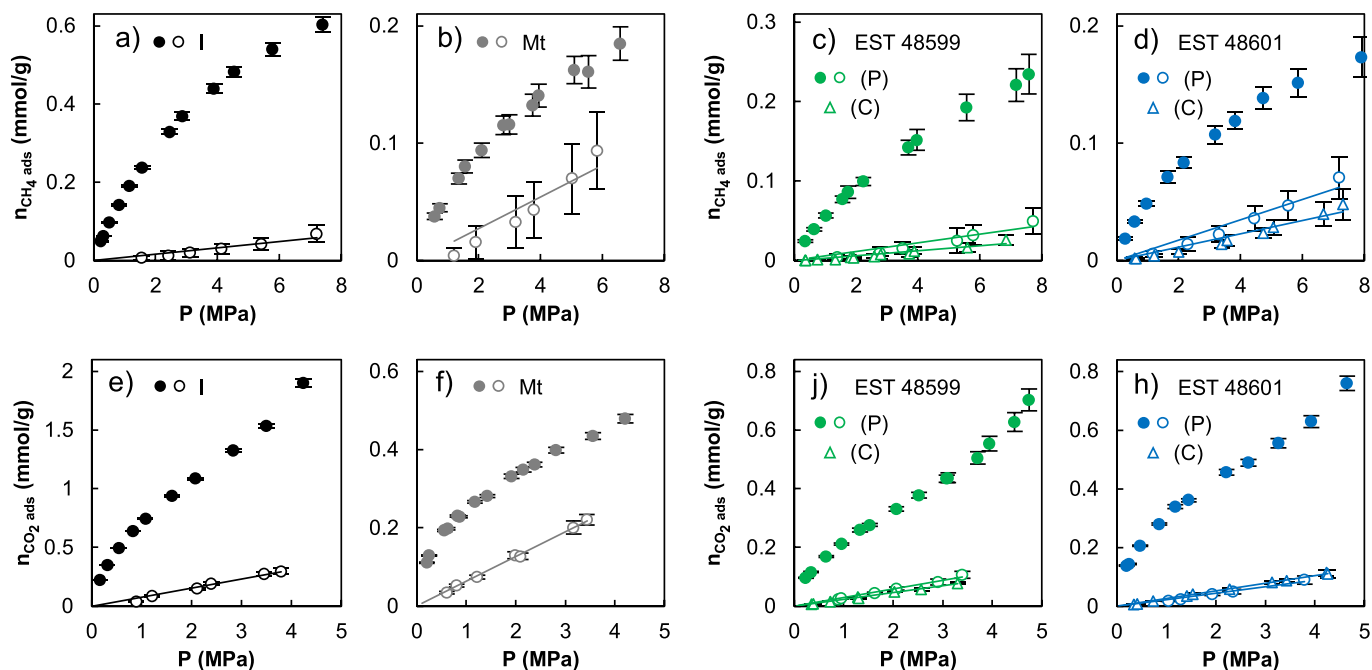 a) I
n CH4 ads (mmol/g)
0.6
0.4
0.2
0
0 2 4 6 8
P (MPa)
b) Mt
0.2
0.1
0
0 2 4 6 8
P (MPa)
c) EST 48599
(P)
(C)
n CH4 ads (mmol/g)
0.3
0.2
0.1
0
0 2 4 6 8
P (MPa)
d) EST 48601
(P)
(C)
0.2
0.1
0
0 2 4 6 8
P (MPa)
e) I
n CO2 ads (mmol/g)
2
1.5
1
0.5
0
0 1 2 3 4 5
P (MPa)
f) Mt
0.6
0.4
0.2
0
0 1 2 3 4 5
P (MPa)
j) EST 48599
(P)
(C)
n CO2 ads (mmol/g)
0.8
0.6
0.4
0.2
0
0 1 2 3 4 5
P (MPa)
h) EST 48601
(P)
(C)
0.8
0.6
0.4
0.2
0
0 1 2 3 4 5
P (MPa)